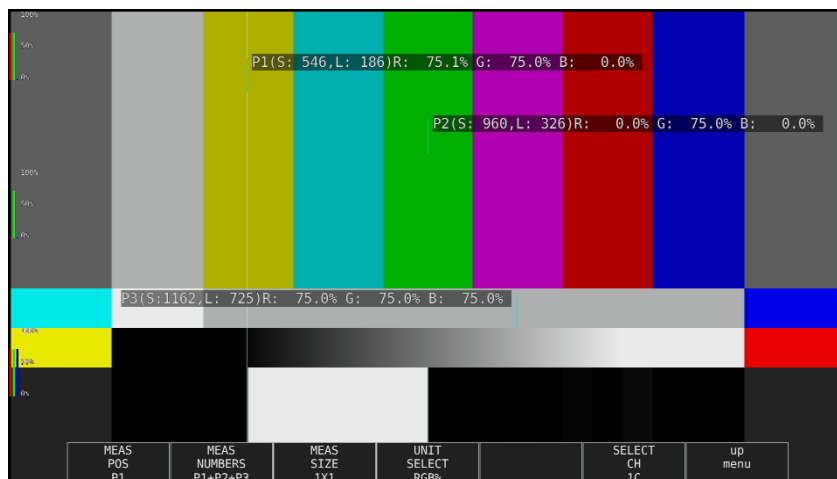 100%
50%
0%
P1(S: 546,L: 186)R: 75.1% G: 75.0% B: 0.0%
P2(S: 960,L: 326)R: 0.0% G: 75.0% B: 0.0%
100%
50%
0%
P3(S:1162,L: 725)R: 75.0% G: 75.0% B: 75.0%
100%
50%
0%
MEAS
POS
P1
MEAS
NUMBERS
P1+P2+P3
MEAS
SIZE
1X1
UNIT
SELECT
RGB%
SELECT
CH
1C
up
menu